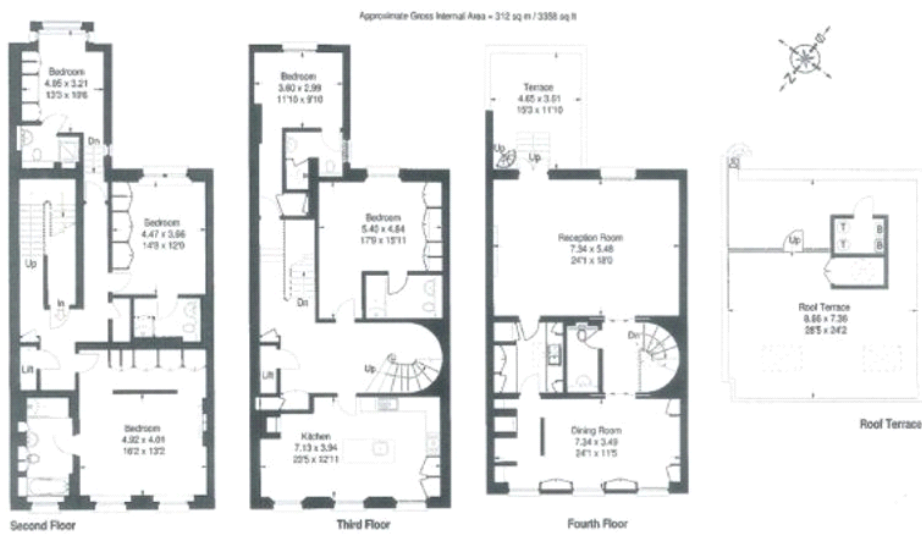 Approximate Gross Internal Area = 312 sq m / 3358 sq ft
Bedroom
4.05 x 3.21
13'3 x 10'6
Dn
Bedroom
4.47 x 3.66
14'8 x 12'0
Up
In
Lift
Bedroom
4.92 x 4.01
16'2 x 13'2
Second Floor
Bedroom
3.60 x 2.99
11'10 x 9'10
Bedroom
5.40 x 4.84
17'9 x 15'11
Dn
Up
Lift
Kitchen
7.13 x 3.94
23'5 x 12'11
Third Floor
Terrace
4.65 x 3.61
15'3 x 11'10
Up
Up
Reception Room
7.34 x 5.48
24'1 x 18'0
Dn
Dining Room
7.34 x 3.49
24'1 x 11'5
Fourth Floor
N
S
Up
T
B
T
B
Roof Terrace
8.66 x 7.36
28'5 x 24'2
Roof Terrace